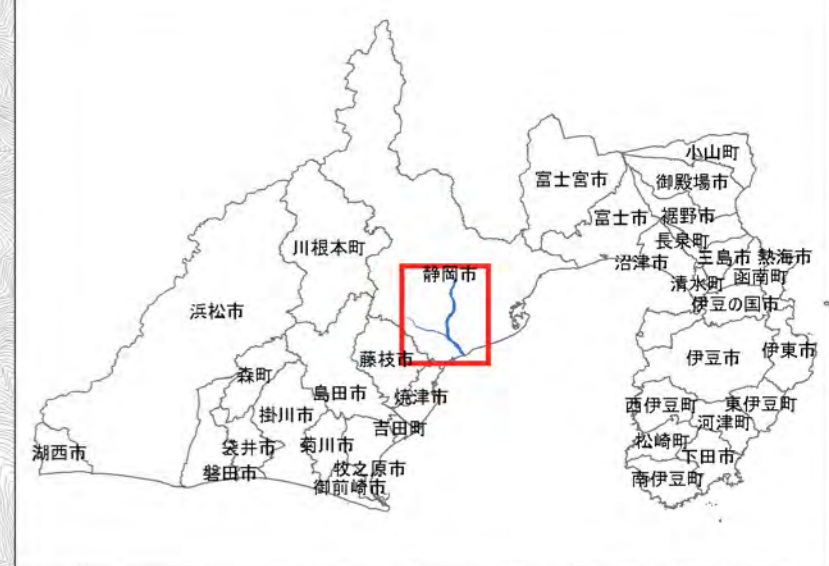 小山町
富士宮市
御殿場市
富士市
裾野市
長泉町
川根本町
三島市
熱海市
沼津市
静岡市
清水町
函南町
伊豆の国市
浜松市
伊豆市
伊東市
藤枝市
森町
島田市
焼津市
西伊豆町
東伊豆町
掛川市
河津町
吉田町
松崎町
湖西市
袋井市
菊川市
下田市
牧之原市
磐田市
南伊豆町
御前崎市